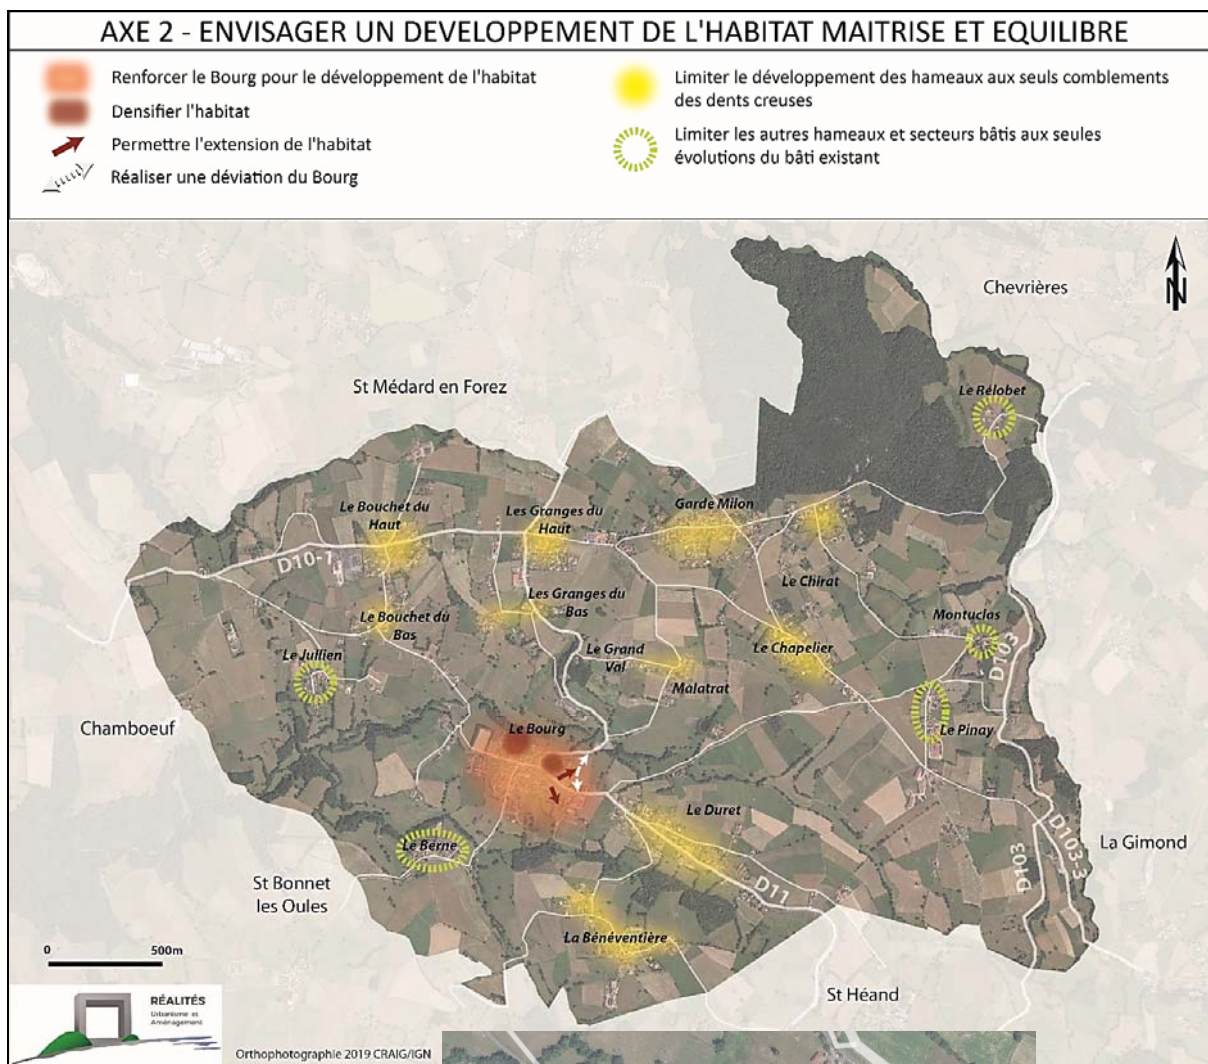 AXE 2 - ENVISAGER UN DEVELOPPEMENT DE L'HABITAT MAITRISE ET EQUILIBRE
Renforcer le Bourg pour le développement de l'habitat
Densifier l'habitat
Permettre l'extension de l'habitat
Réaliser une déviation du Bourg
Limiter le développement des hameaux aux seuls comblements
des dents creuses
Limiter les autres hameaux et secteurs bâtis aux seules
évolutions du bâti existant
N
Chevrières
St Médard en Forez
Le Rélobet
Le Bouchet du
Haut
Les Granges du
Haut
Garde Milon
D10-1
Le Chirat
Les Granges du
Bas
Le Bouchet du
Bas
Montuclas
Le Jullien
Le Grand
Val
Le Chapelier
D103
Malatrat
Chamboeuf
Le Bourg
Le Pinay
Le Duret
Le Berne
La Gimond
D103
D1033
St Bonnet
les Oules
D11
La Bénéventière
0 500m
St Héand
RÉALITÉS
Urbanisme et
Aménagement
Orthophotographie 2019 CRAIG/IGN